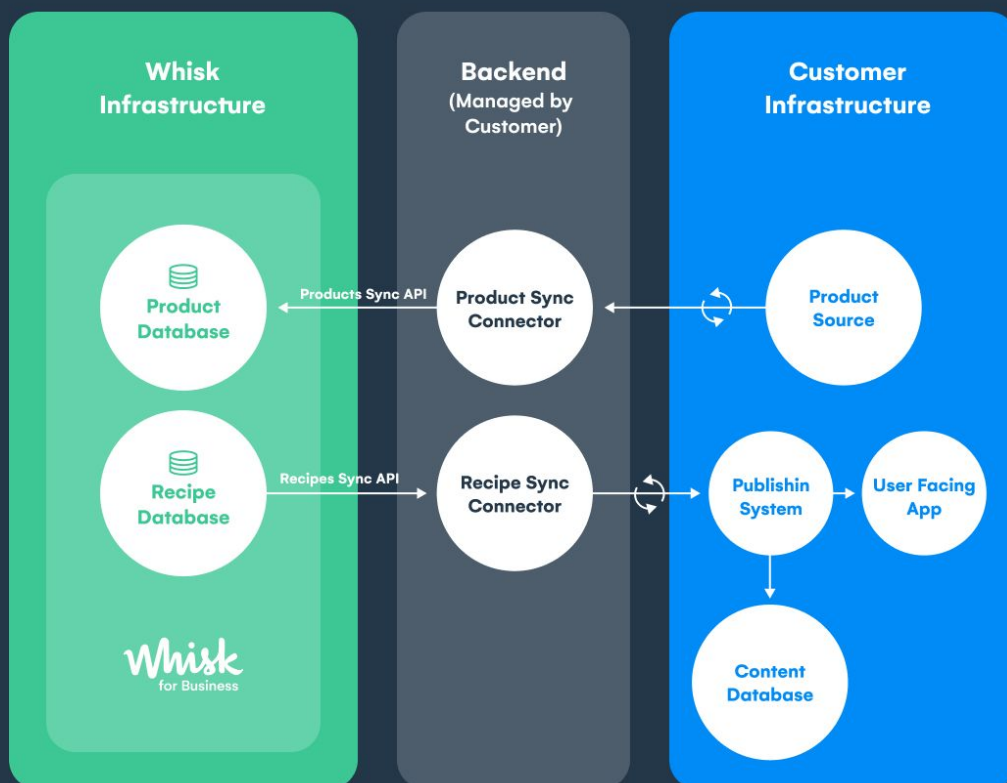 Whisk
Infrastructure
Backend
(Managed by
Customer)
Customer
Infrastructure
Product
Database
Products Sync API
Product Sync
Connector
Product
Source
Recipe
Database
Recipes Sync API
Recipe Sync
Connector
Publishin
System
User Facing
App
Whisk
for Business
Content
Database